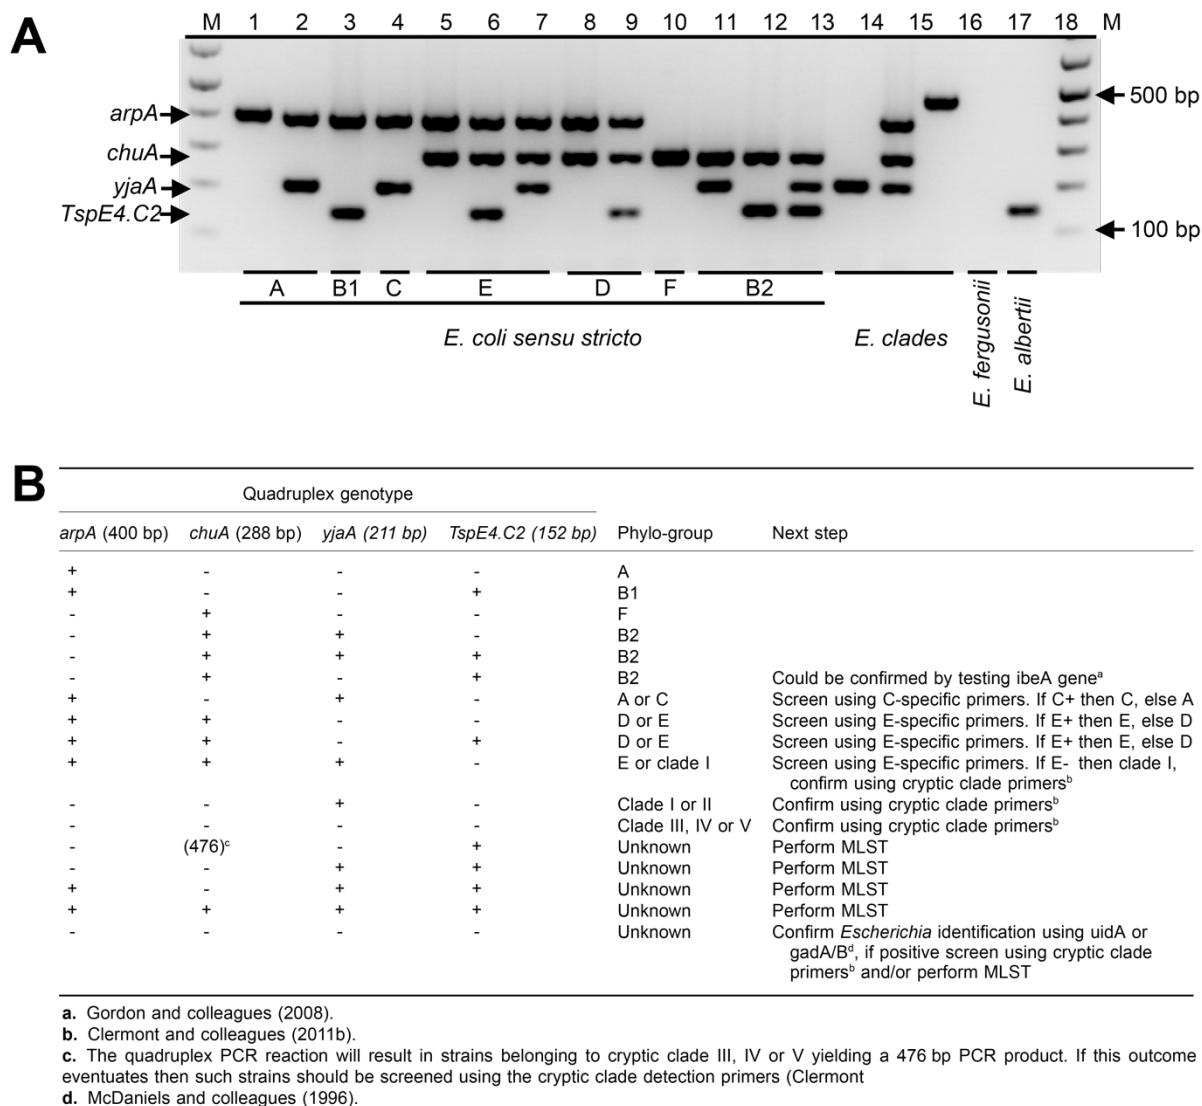 A
M 1 2 3 4 5 6 7 8 9 10 11 12 13 14 15 16 17 18 M
arpA
chuA
yjaA
TspE4.C2
500 bp
100 bp
A B1 C E D F B2
E. coli sensu stricto
E. clades
E. fergusonii
E. albertii
B
Quadruplex genotype
arpA (400 bp) chuA (288 bp) yjaA (211 bp) TspE4.C2 (152 bp) Phylo-group Next step
+ - - - A
+ - - + B1
- + - - F
- + + - B2
- + + + B2
- + - + B2 Could be confirmed by testing ibeA geneᵃ
+ - + - A or C Screen using C-specific primers. If C+ then C, else A
+ + - - D or E Screen using E-specific primers. If E+ then E, else D
+ + - + D or E Screen using E-specific primers. If E+ then E, else D
+ + + - E or clade I Screen using E-specific primers. If E- then clade I,
confirm using cryptic clade primersᵇ
- - + - Clade I or II Confirm using cryptic clade primersᵇ
- - - - Clade III, IV or V Confirm using cryptic clade primersᵇ
- (476)ᶜ - + Unknown Perform MLST
- - + + Unknown Perform MLST
+ - + + Unknown Perform MLST
+ + + + Unknown Perform MLST
- - - - Unknown Confirm Escherichia identification using uidA or
gadA/Bᵈ, if positive screen using cryptic clade
primersᵇ and/or perform MLST
a. Gordon and colleagues (2008).
b. Clermont and colleagues (2011b).
c. The quadruplex PCR reaction will result in strains belonging to cryptic clade III, IV or V yielding a 476 bp PCR product. If this outcome
eventuates then such strains should be screened using the cryptic clade detection primers (Clermont
d. McDaniels and colleagues (1996).